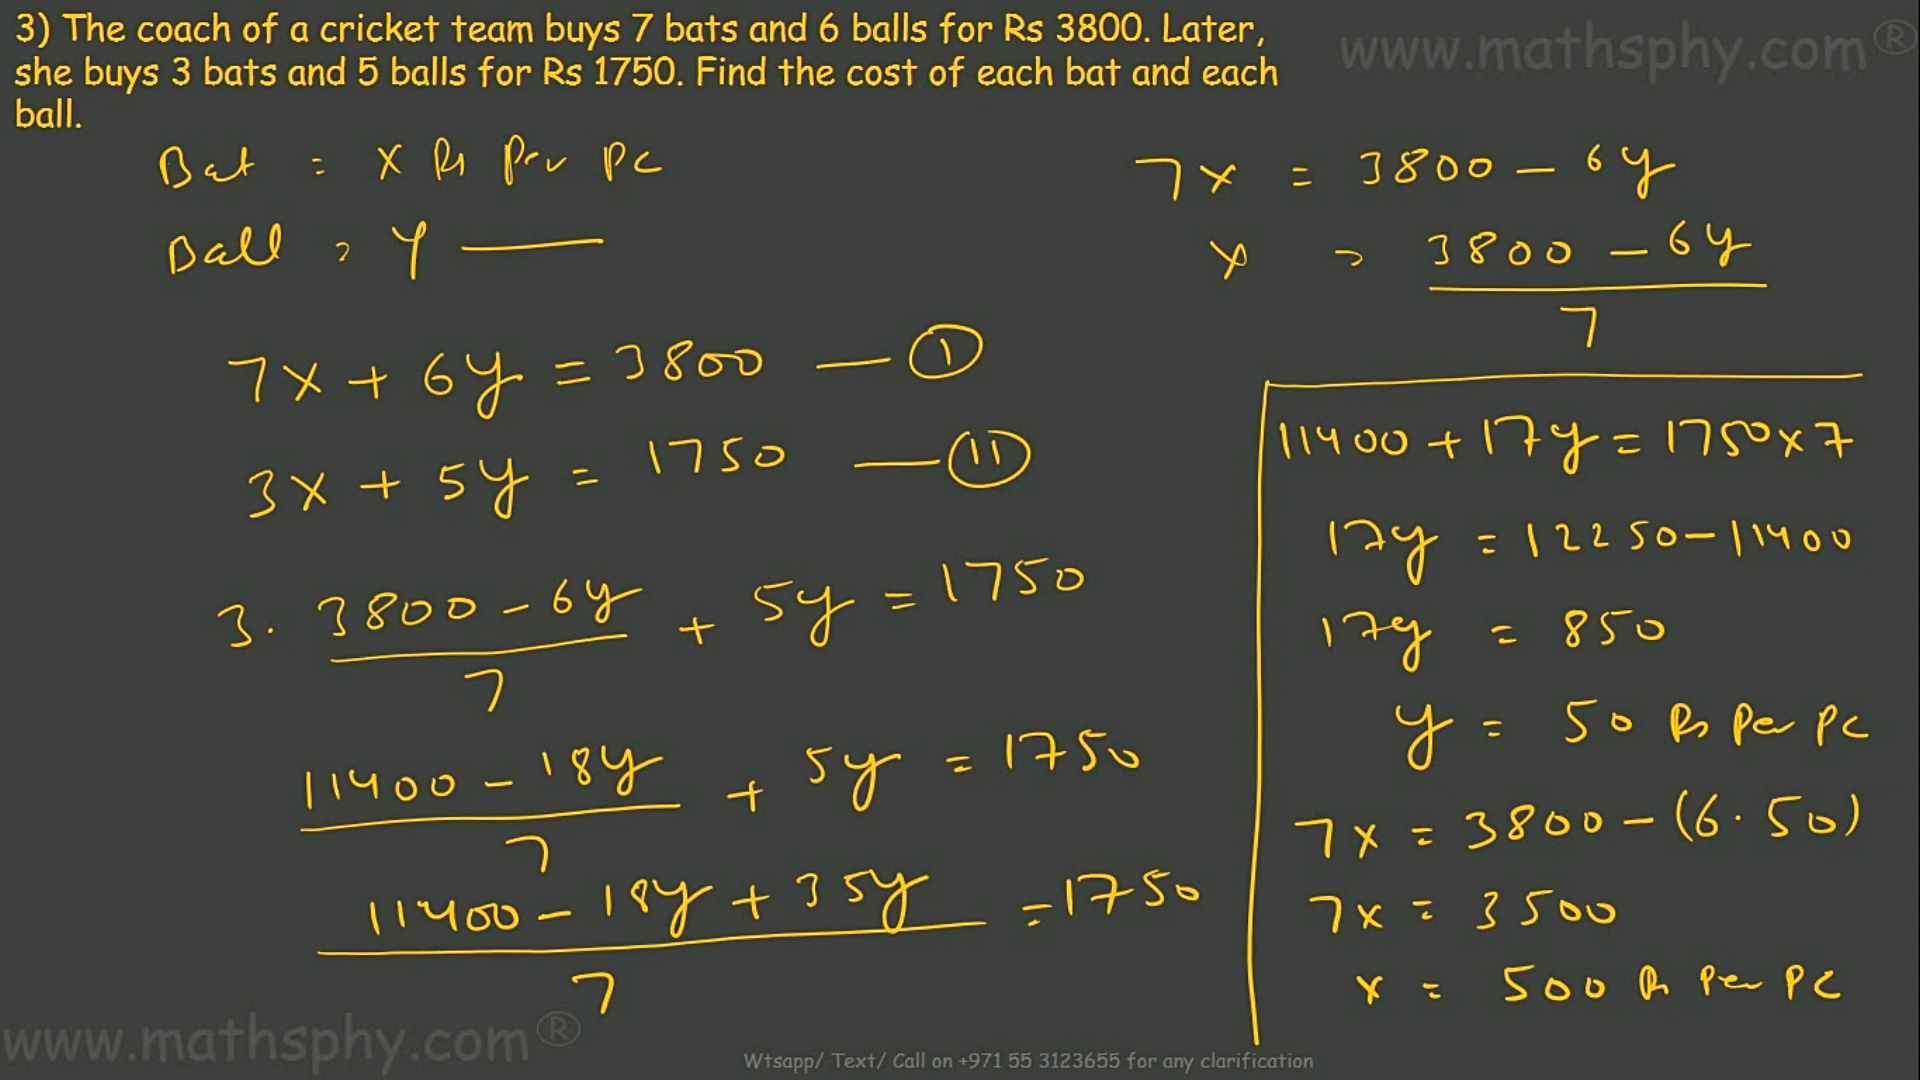 3) The coach of a cricket team buys 7 bats and 6 balls for Rs 3800. Later,
she buys 3 bats and 5 balls for Rs 1750. Find the cost of each bat and each
ball.
www.mathsphy.com®
Bat = x Rs Per Pc
Ball = y ——
7x + 6y = 3800 — (I)
3x + 5y = 1750 — (II)
3. (3800 - 6y)/7 + 5y = 1750
(11400 - 18y)/7 + 5y = 1750
(11400 - 18y + 35y)/7 = 1750
7x = 3800 - 6y
x = (3800 - 6y)/7
11400 + 17y = 1750 x 7
17y = 12250 - 11400
17y = 850
y = 50 Rs Per Pc
7x = 3800 - (6.50)
7x = 3500
x = 500 Rs Per Pc
www.mathsphy.com®
Wtsapp/ Text/ Call on +971 55 3123655 for any clarification